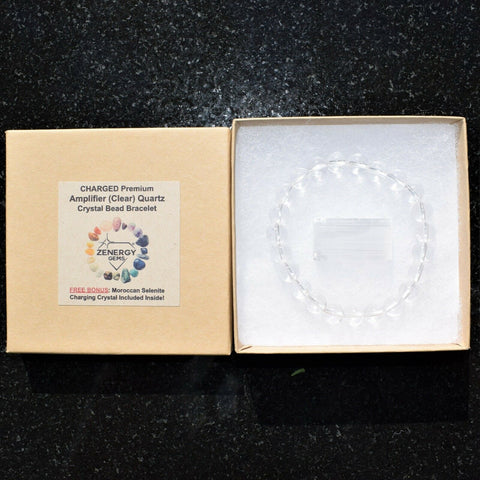 CHARGED Premium
Amplifier (Clear) Quartz
Crystal Bead Bracelet
ZENERGY
GEMS
FREE BONUS: Moroccan Selenite
Charging Crystal Included Inside!